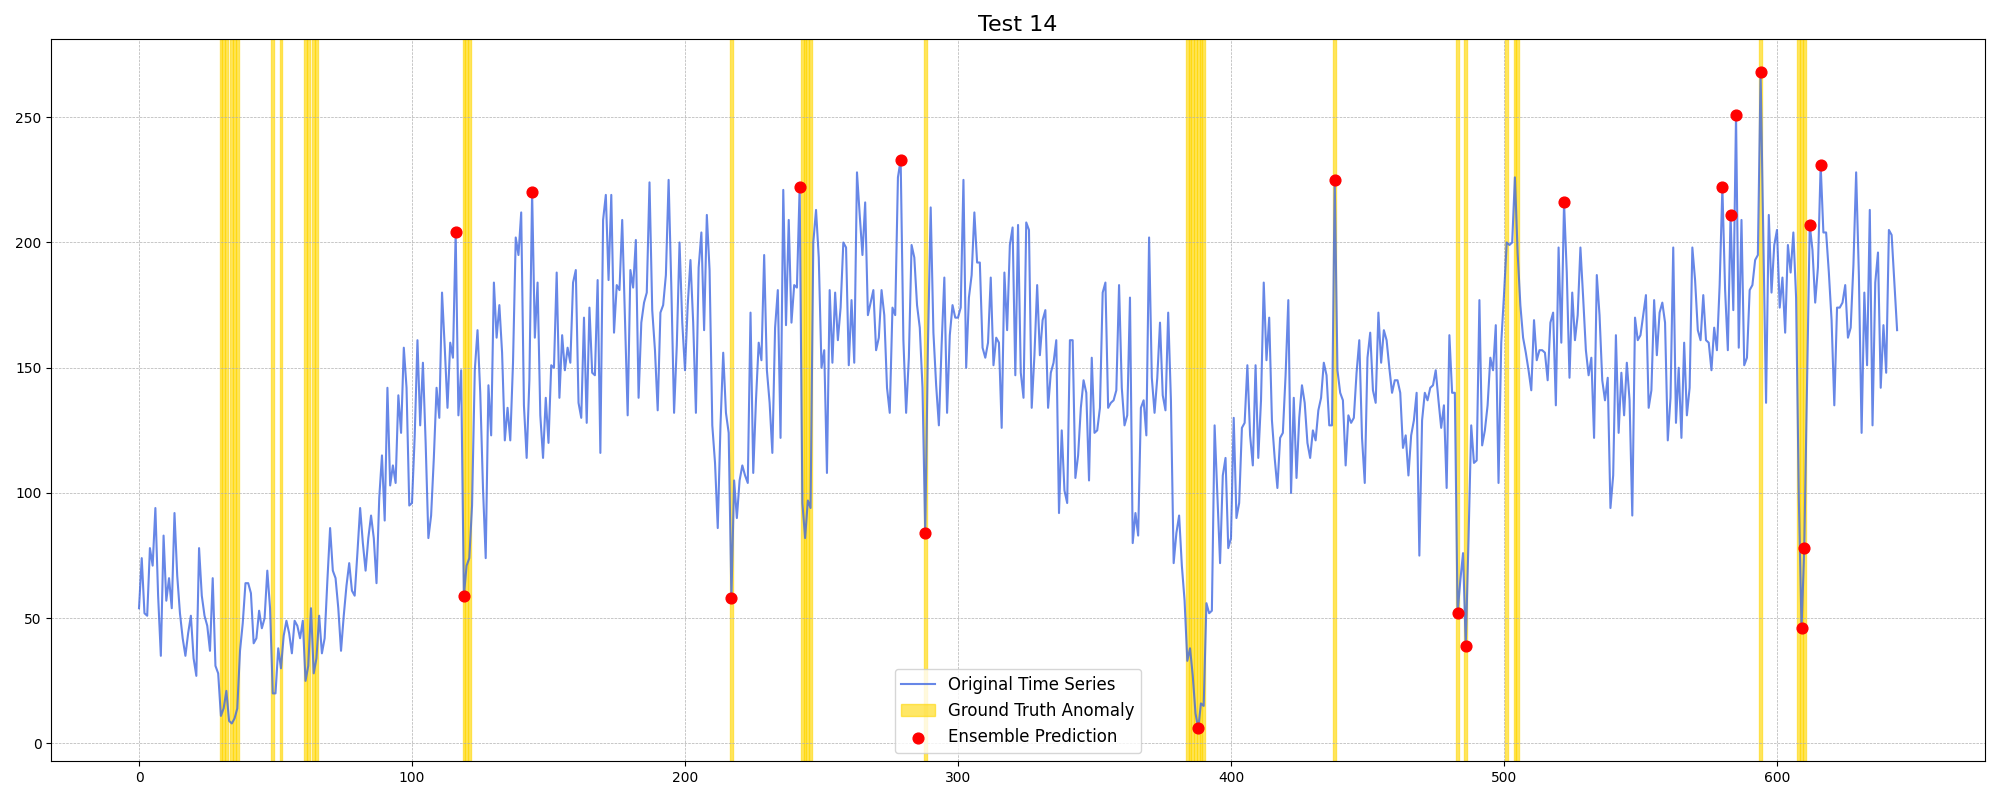 Test 14
250
200
150
100
50
0
Original Time Series
Ground Truth Anomaly
Ensemble Prediction
0 100 200 300 400 500 600